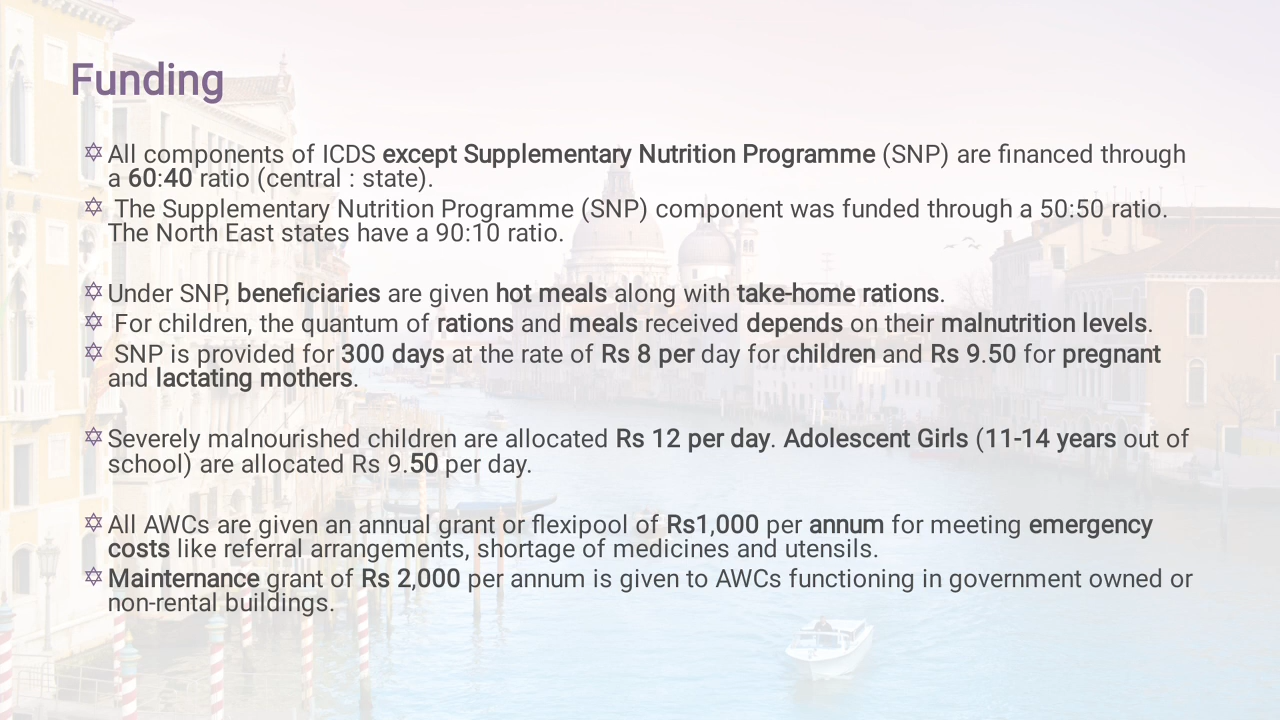 Funding
✡All components of ICDS except Supplementary Nutrition Programme (SNP) are financed through
a 60:40 ratio (central : state).
✡ The Supplementary Nutrition Programme (SNP) component was funded through a 50:50 ratio.
The North East states have a 90:10 ratio.
✡Under SNP, beneficiaries are given hot meals along with take-home rations.
✡ For children, the quantum of rations and meals received depends on their malnutrition levels.
✡ SNP is provided for 300 days at the rate of Rs 8 per day for children and Rs 9.50 for pregnant
and lactating mothers.
✡Severely malnourished children are allocated Rs 12 per day. Adolescent Girls (11-14 years out of
school) are allocated Rs 9.50 per day.
✡All AWCs are given an annual grant or flexipool of Rs1,000 per annum for meeting emergency
costs like referral arrangements, shortage of medicines and utensils.
✡Mainternance grant of Rs 2,000 per annum is given to AWCs functioning in government owned or
non-rental buildings.